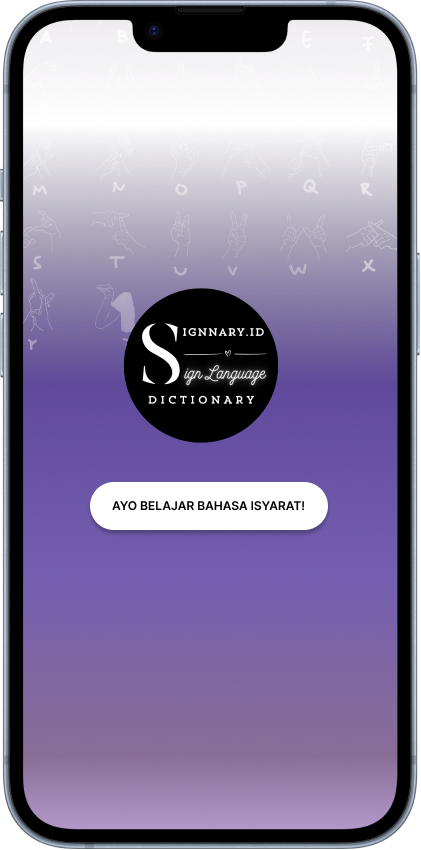 A B E F
M N O P Q R
S T U V W X
Y
SIGNNARY.ID
Sign Language
DICTIONARY
AYO BELAJAR BAHASA ISYARAT!